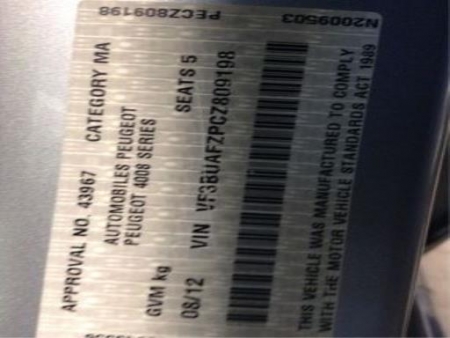 APPROVAL NO. 43967 CATEGORY MA
AUTOMOBILES PEUGEOT
PEUGEOT 4008 SERIES
GVM kg SEATS 5
08/12 VIN VF3BUAFZPCZ809198
THIS VEHICLE WAS MANUFACTURED TO COMPLY
WITH THE MOTOR VEHICLE STANDARDS ACT 1989
PECZ809198
N2009503